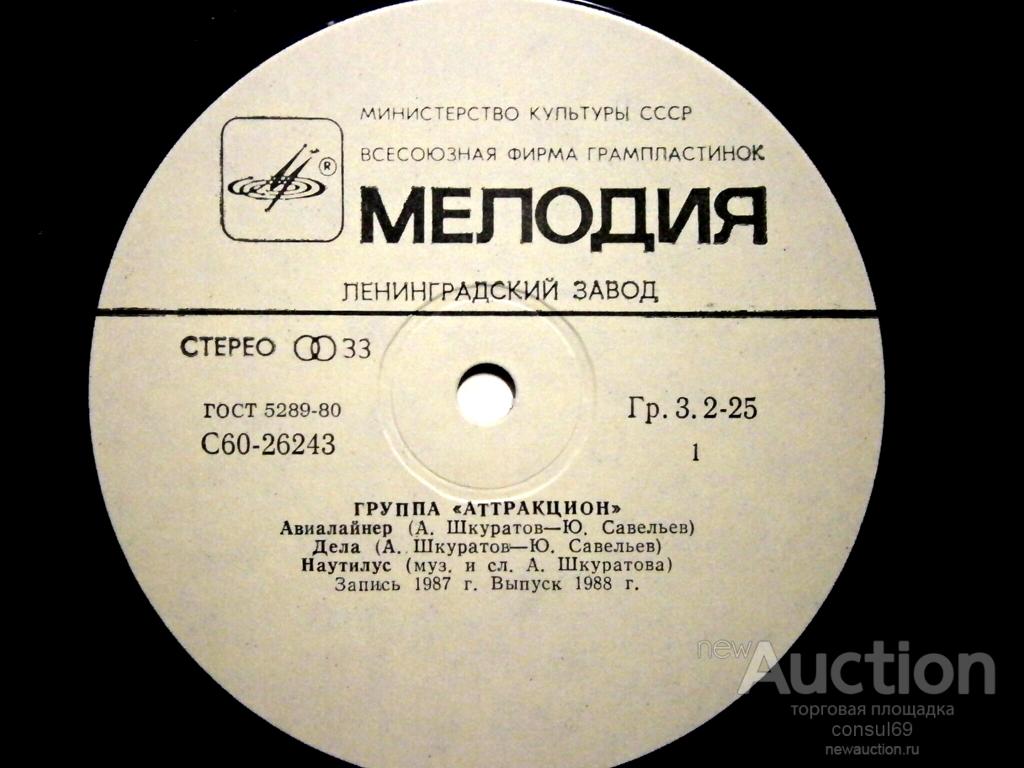 МИНИСТЕРСТВО КУЛЬТУРЫ СССР
ВСЕСОЮЗНАЯ ФИРМА ГРАМПЛАСТИНОК
®
МЕЛОДИЯ
ЛЕНИНГРАДСКИЙ ЗАВОД
СТЕРЕО 33
ГОСТ 5289-80
С60-26243
Гр. 3. 2-25
1
ГРУППА «АТТРАКЦИОН»
Авиалайнер (А. Шкуратов—Ю. Савельев)
Дела (А. Шкуратов—Ю. Савельев)
Наутилус (муз. и сл. А. Шкуратова)
Запись 1987 г. Выпуск 1988 г.
newAuction
торговая площадка
consul69
newauction.ru